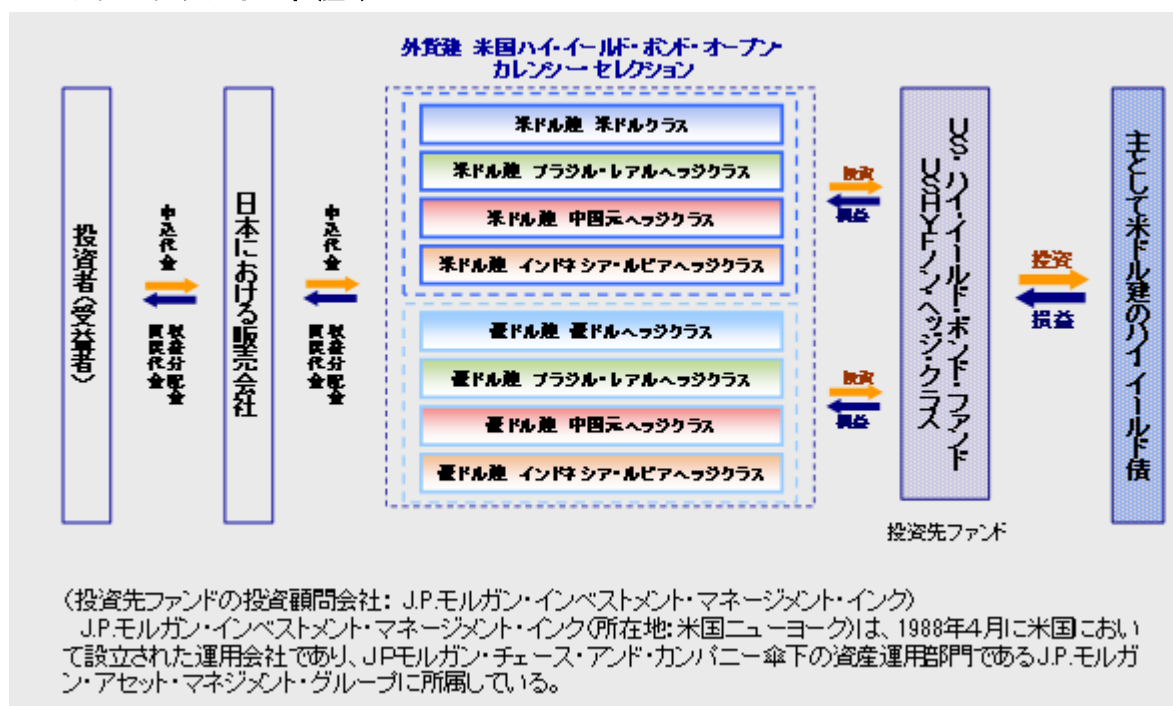 外貨建 米国ハイ・イールド・ボンド・オープン・
カレンシー・セレクション
投資者(受益者)
申込代金
収益分配金
買戻代金
日本における販売会社
申込代金
収益分配金
買戻代金
米ドル建 米ドルクラス
米ドル建 ブラジル・レアルヘッジクラス
米ドル建 中国元ヘッジクラス
米ドル建 インドネシア・ルピアヘッジクラス
豪ドル建 豪ドルヘッジクラス
豪ドル建 ブラジル・レアルヘッジクラス
豪ドル建 中国元ヘッジクラス
豪ドル建 インドネシア・ルピアヘッジクラス
投資
損益
投資
損益
US・ハイ・イールド・ボンド・ファンド
USHYFノン・ヘッジ・クラス
投資先ファンド
投資
損益
主として米ドル建のハイ イールド債
(投資先ファンドの投資顧問会社: J.P.モルガン・インベストメント・マネージメント・インク)
J.P.モルガン・インベストメント・マネージメント・インク(所在地:米国ニューヨーク)は、1988年4月に米国におい
て設立された運用会社であり、JPモルガン・チェース・アンド・カンパニー傘下の資産運用部門であるJ.P.モルガ
ン・アセット・マネジメント・グループに所属している。